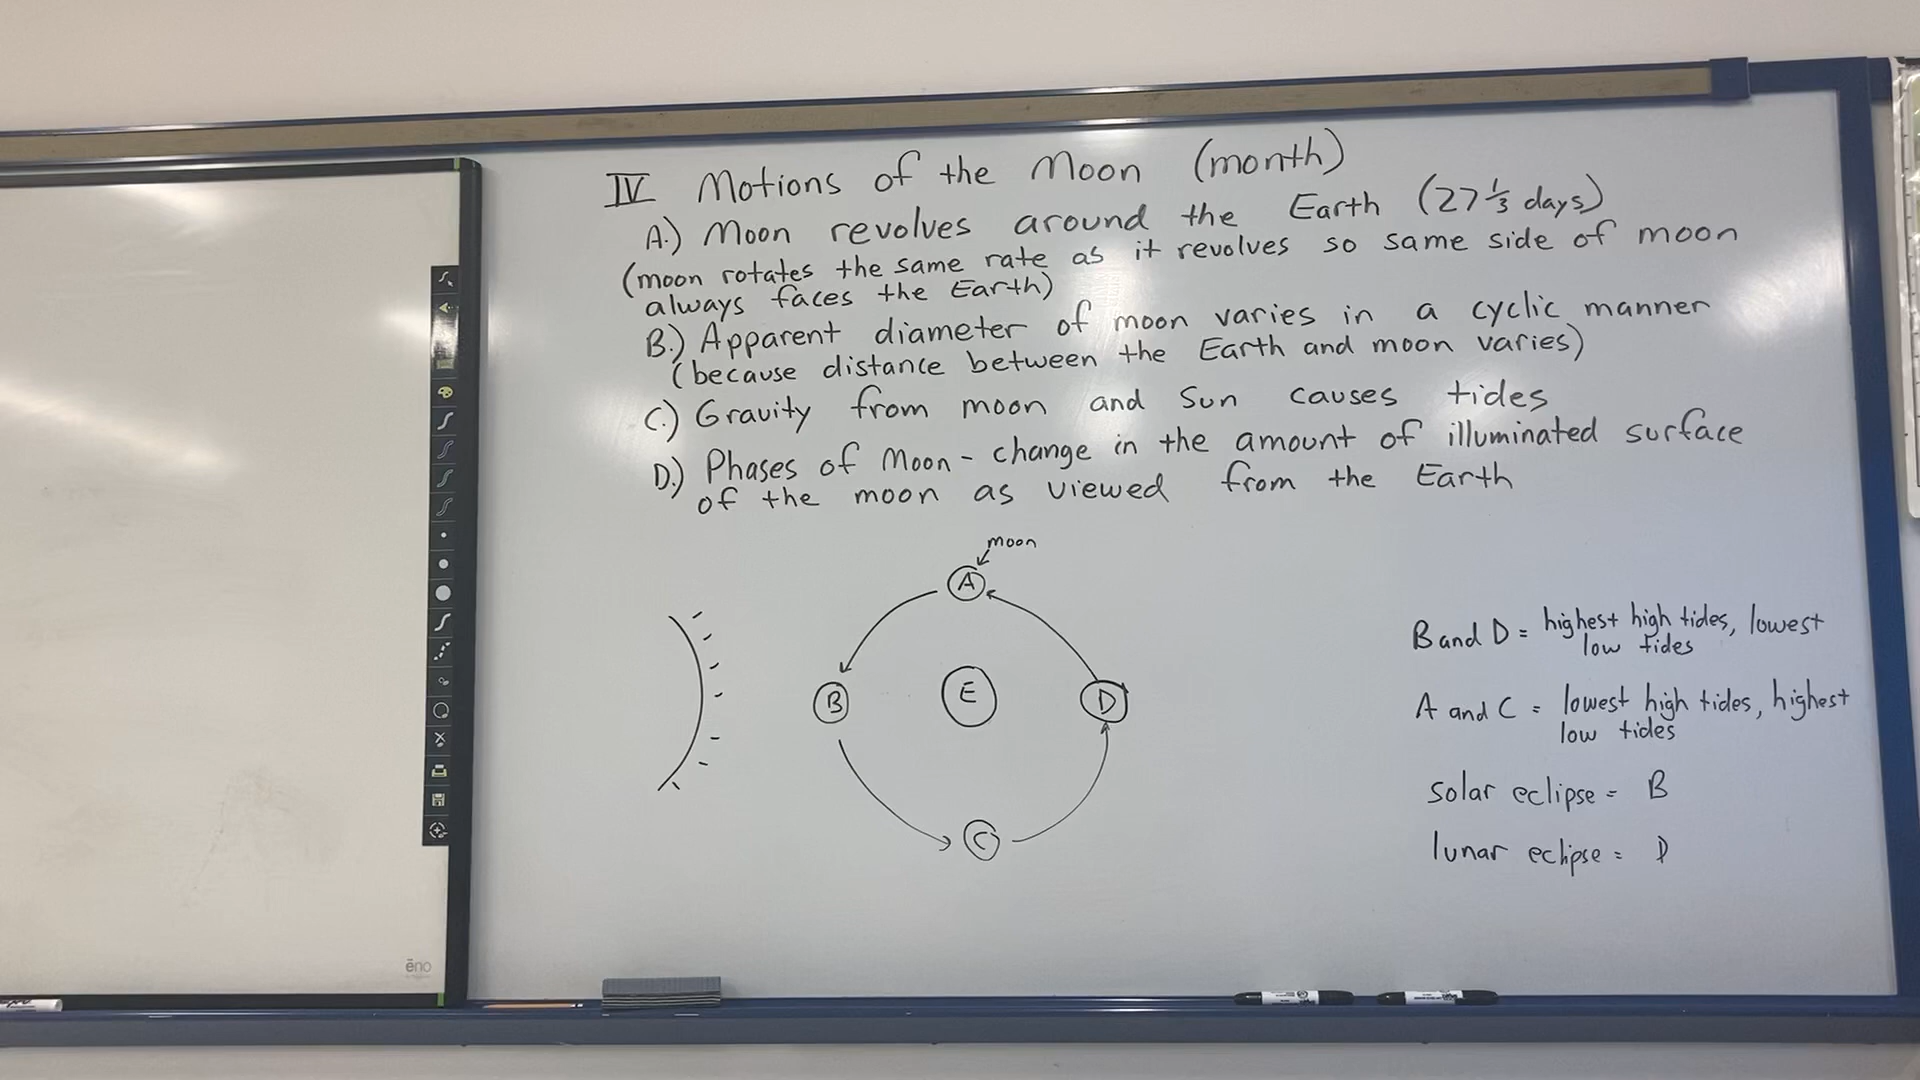 IV Motions of the Moon (month)
A.) Moon revolves around the Earth (27 1/3 days)
(moon rotates the same rate as it revolves so same side of moon
always faces the Earth)
B.) Apparent diameter of moon varies in a cyclic manner
(because distance between the Earth and moon varies)
C.) Gravity from moon and Sun causes tides
D.) Phases of Moon - change in the amount of illuminated surface
of the moon as viewed from the Earth
moon
A
B
E
D
C
B and D = highest high tides, lowest
low tides
A and C = lowest high tides, highest
low tides
solar eclipse = B
lunar eclipse = D
ēno